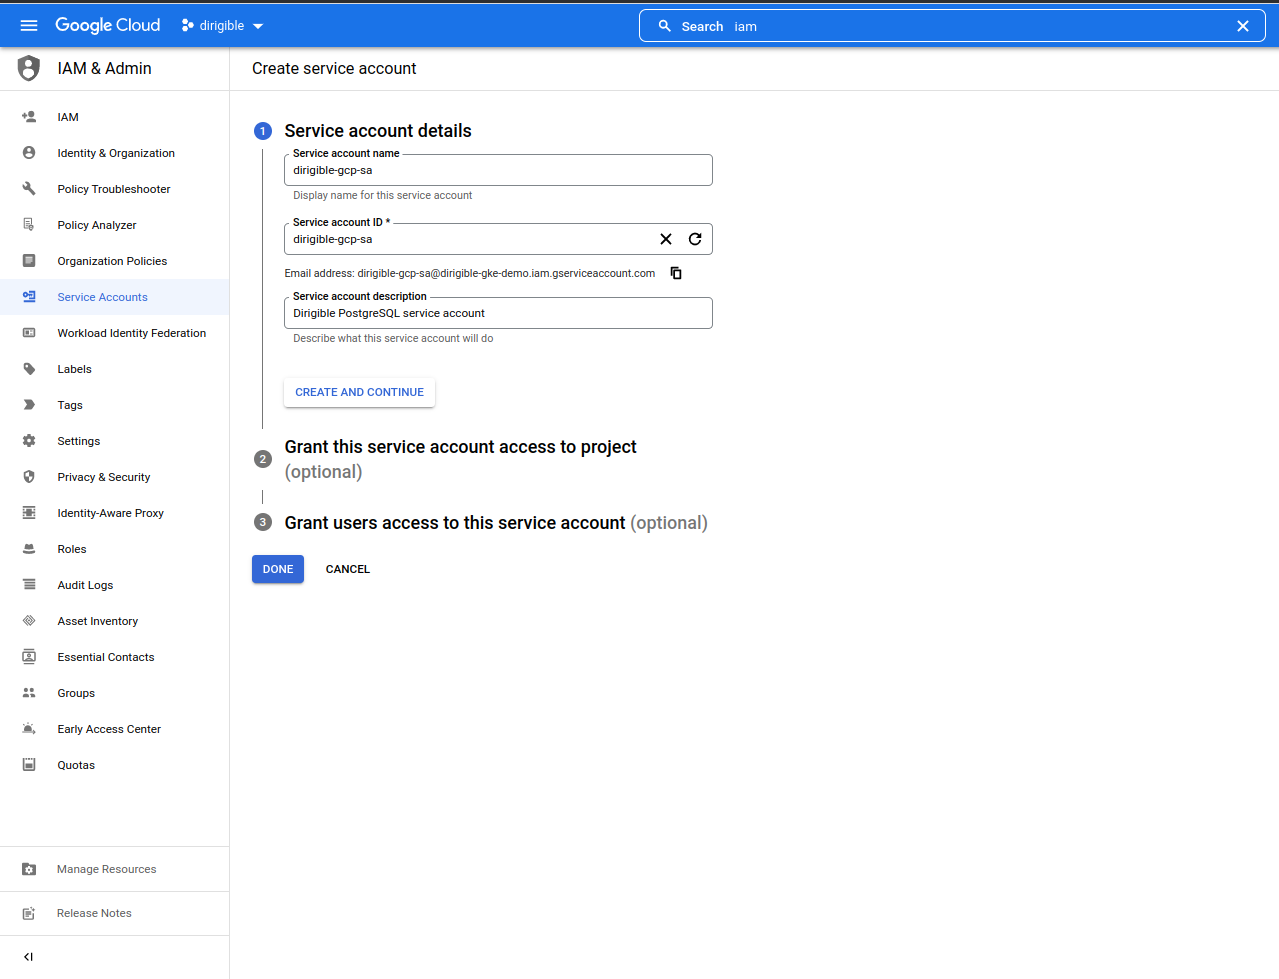 Google Cloud
dirigible
Search iam
IAM & Admin
Create service account
IAM
Identity & Organization
Policy Troubleshooter
Policy Analyzer
Organization Policies
Service Accounts
Workload Identity Federation
Labels
Tags
Settings
Privacy & Security
Identity-Aware Proxy
Roles
Audit Logs
Asset Inventory
Essential Contacts
Groups
Early Access Center
Quotas
Manage Resources
Release Notes
1 Service account details
Service account name
dirigible-gcp-sa
Display name for this service account
Service account ID *
dirigible-gcp-sa
Email address: dirigible-gcp-sa@dirigible-gke-demo.iam.gserviceaccount.com
Service account description
Dirigible PostgreSQL service account
Describe what this service account will do
CREATE AND CONTINUE
2 Grant this service account access to project
(optional)
3 Grant users access to this service account (optional)
DONE CANCEL